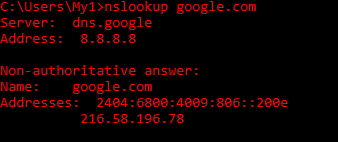 C:\Users\My1>nslookup google.com
Server:  dns.google
Address:  8.8.8.8

Non-authoritative answer:
Name:    google.com
Addresses:  2404:6800:4009:806::200e
          216.58.196.78